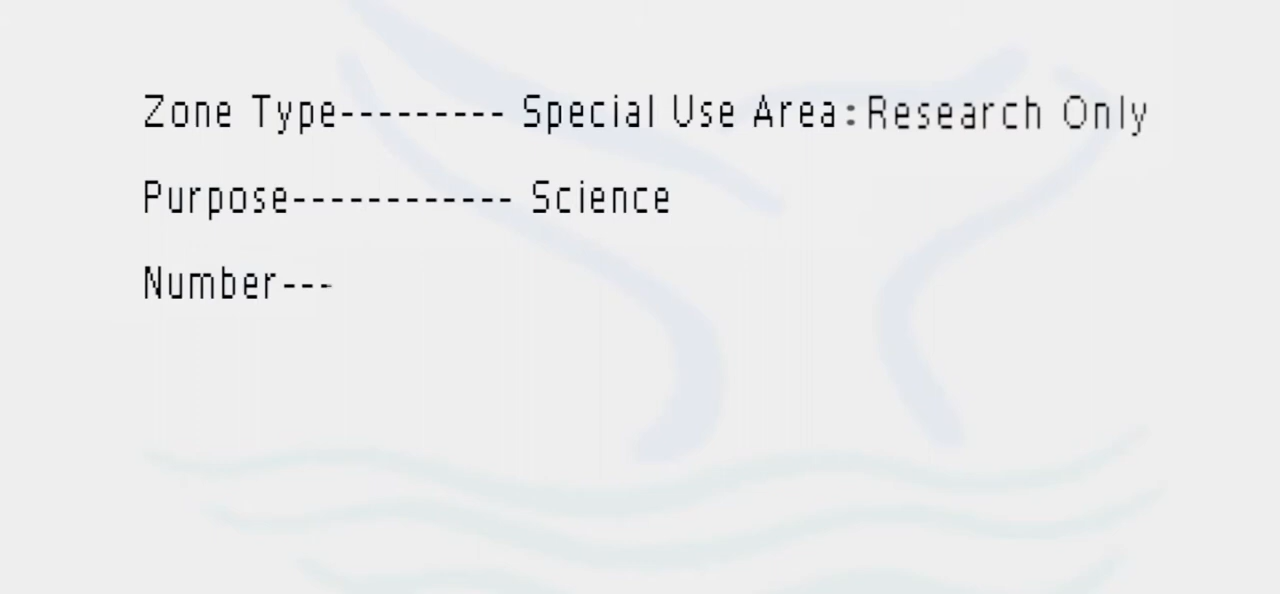 Zone Type--------- Special Use Area:Research Only
Purpose------------ Science
Number---